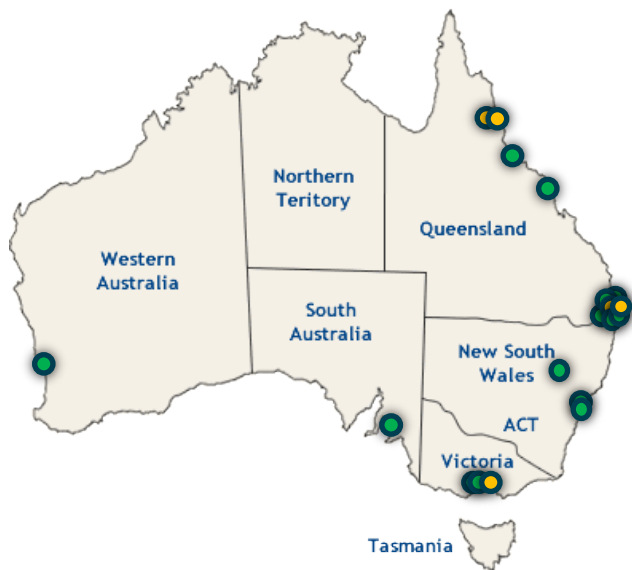 Northern
Teritory
Queensland
Western
Australia
South
Australia
New South
Wales
ACT
Victoria
Tasmania